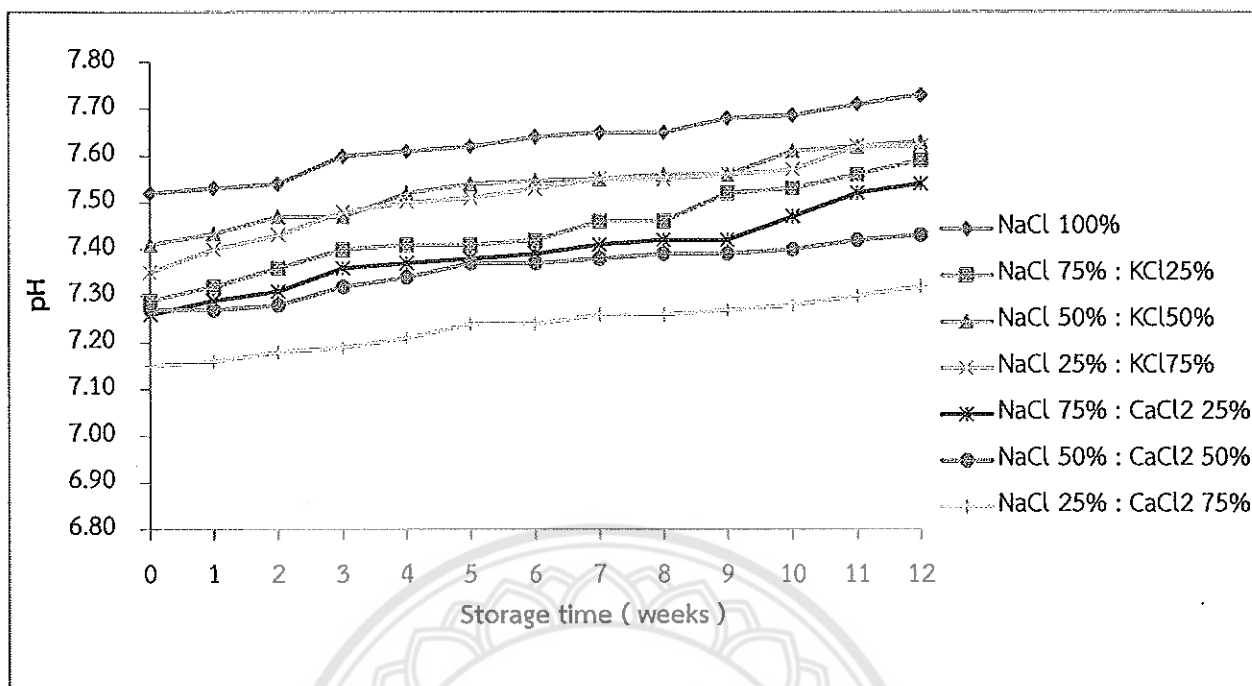 7.80
7.70
7.60
7.50
7.40
7.30
7.20
7.10
7.00
6.90
6.80
pH
0 1 2 3 4 5 6 7 8 9 10 11 12
Storage time ( weeks )
NaCl 100%
NaCl 75% : KCl25%
NaCl 50% : KCl50%
NaCl 25% : KCl75%
NaCl 75% : CaCl2 25%
NaCl 50% : CaCl2 50%
NaCl 25% : CaCl2 75%